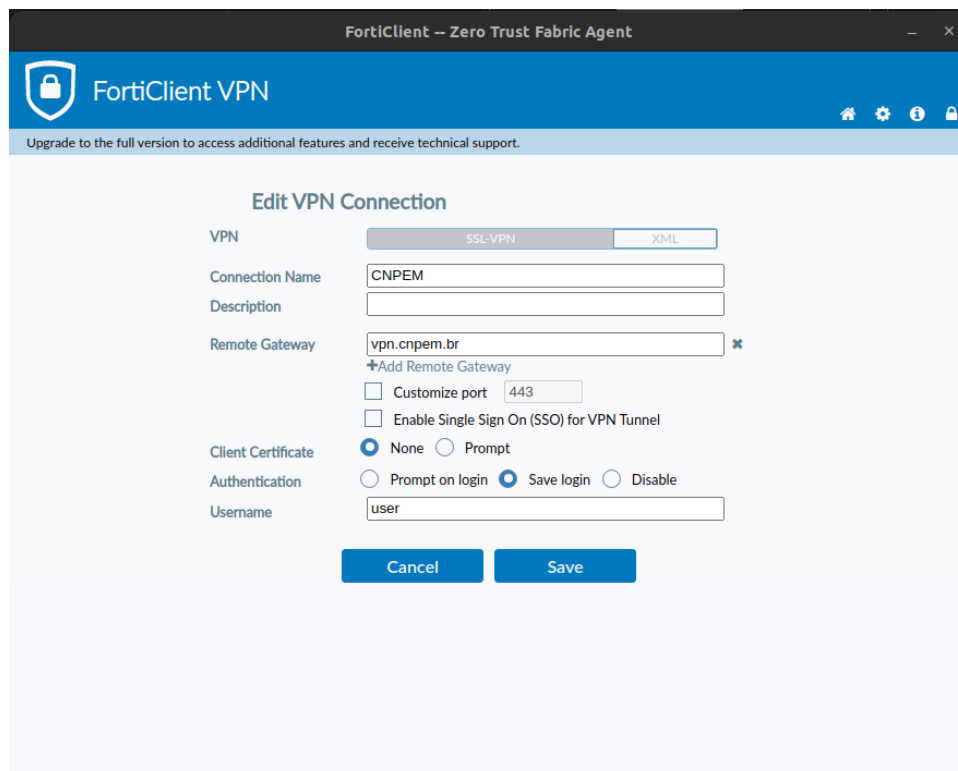 FortiClient -- Zero Trust Fabric Agent
FortiClient VPN
Upgrade to the full version to access additional features and receive technical support.
Edit VPN Connection
VPN SSL-VPN XML
Connection Name CNPEM
Description
Remote Gateway vpn.cnpem.br
+Add Remote Gateway
Customize port 443
Enable Single Sign On (SSO) for VPN Tunnel
Client Certificate None Prompt
Authentication Prompt on login Save login Disable
Username user
Cancel Save